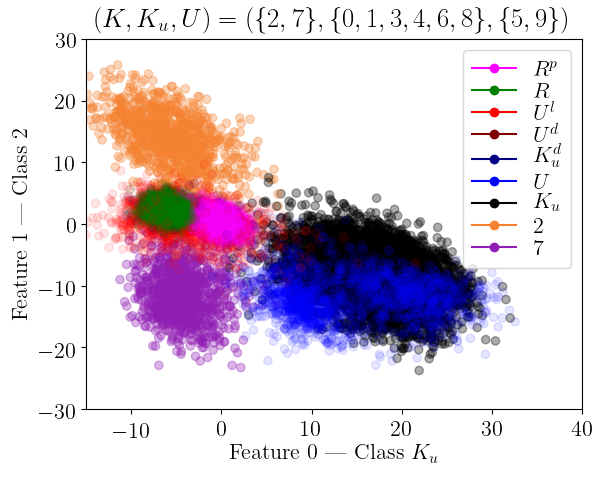 (K, K_u, U) = ({2, 7}, {0, 1, 3, 4, 6, 8}, {5, 9})
30
20
10
0
−10
−20
−30
Feature 1 — Class 2
R^p
R
U^l
U^d
K_u^d
U
K_u
2
7
−10
0
10
20
30
40
Feature 0 — Class K_u